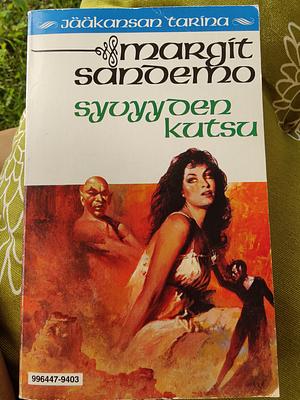 Jääkansan tarina
margit
sandemo
syvyyden
kutsu
996447-9403